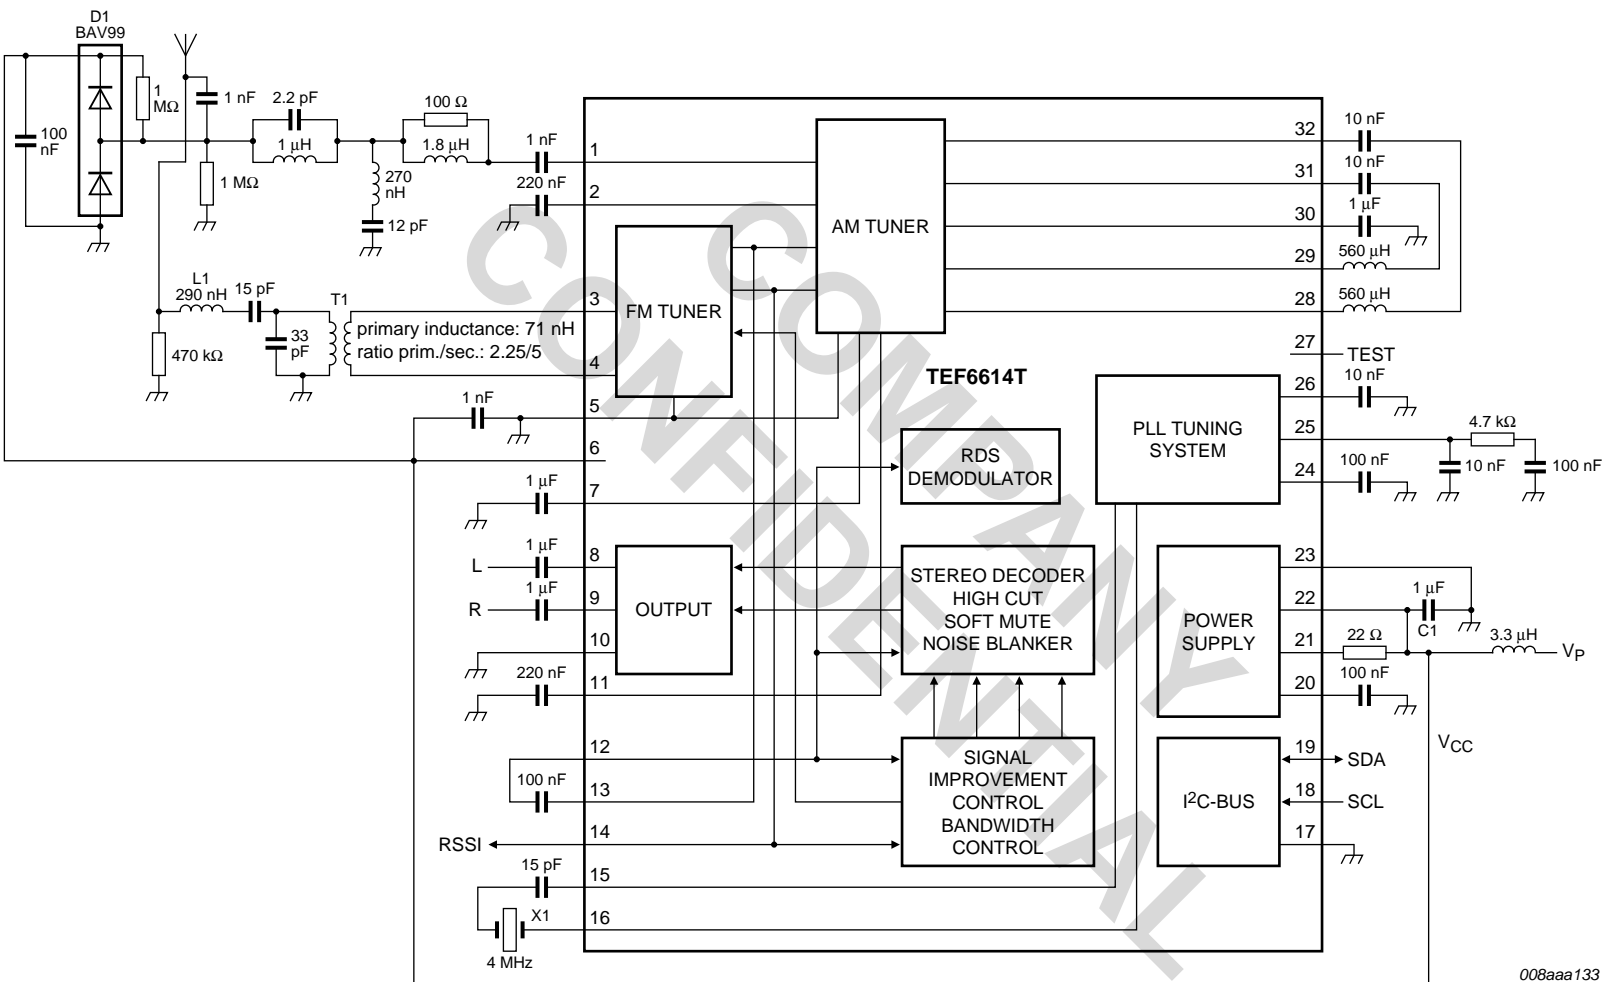 D1
BAV99
1
MΩ
1 nF
100
nF
1 MΩ
2.2 pF
1 μH
270
nH
12 pF
100 Ω
1.8 μH
1 nF
220 nF
L1
290 nH
15 pF
33
pF
T1
470 kΩ
primary inductance: 71 nH
ratio prim./sec.: 2.25/5
1 nF
1 μF
L
1 μF
R
1 μF
220 nF
100 nF
RSSI
15 pF
X1
4 MHz
1
2
3
4
5
6
7
8
9
10
11
12
13
14
15
16
FM TUNER
AM TUNER
TEF6614T
RDS
DEMODULATOR
PLL TUNING
SYSTEM
OUTPUT
STEREO DECODER
HIGH CUT
SOFT MUTE
NOISE BLANKER
POWER
SUPPLY
SIGNAL
IMPROVEMENT
CONTROL
BANDWIDTH
CONTROL
I2C-BUS
32
31
30
29
28
27
26
25
24
23
22
21
20
19
18
17
10 nF
10 nF
1 μF
560 μH
560 μH
TEST
10 nF
4.7 kΩ
10 nF
100 nF
100 nF
1 μF
C1
22 Ω
3.3 μH
VP
100 nF
VCC
SDA
SCL
COMPANY
CONFIDENTIAL
008aaa133